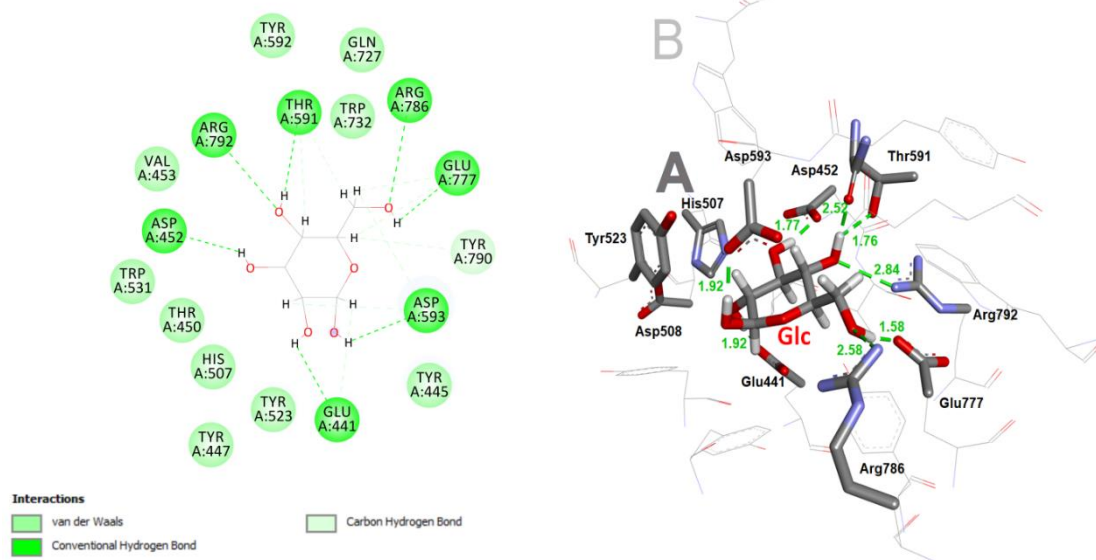 TYR
A:592
GLN
A:727
THR
A:591
TRP
A:732
ARG
A:786
ARG
A:792
VAL
A:453
GLU
A:777
ASP
A:452
TYR
A:790
TRP
A:531
THR
A:450
ASP
A:593
HIS
A:507
TYR
A:523
GLU
A:441
TYR
A:445
TYR
A:447
H
H
O
H
O
H
O
H
H
O
H
H
H
O
H
O
H
H
Interactions
van der Waals
Conventional Hydrogen Bond
Carbon Hydrogen Bond
B
A
Asp593
Asp452
Thr591
His507
2.52
1.77
Tyr523
1.76
1.92
2.84
Asp508
Arg792
Glc
1.92
1.58
2.58
Glu441
Glu777
Arg786